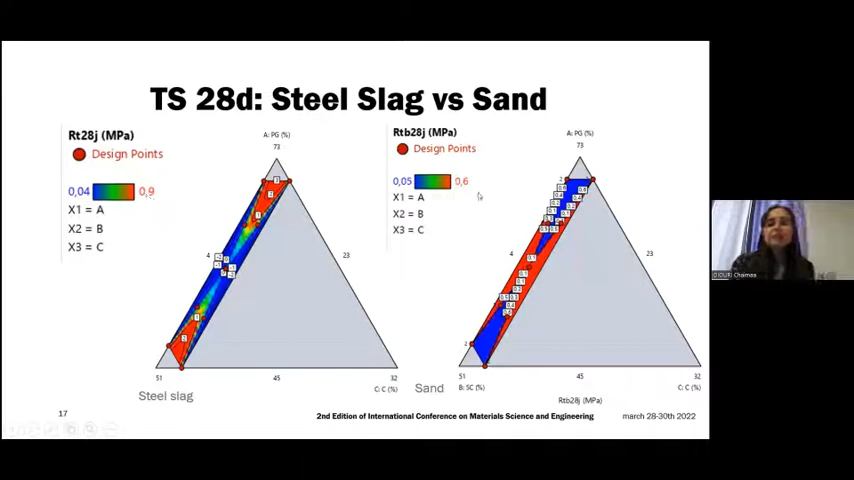 TS 28d: Steel Slag vs Sand
Rt28j (MPa)
Design Points
0,04 0,9
X1 = A
X2 = B
X3 = C
A: PG (%)
73
4
23
51
45
32
C: C (%)
Steel slag
Rtb28j (MPa)
Design Points
0,05 0,6
X1 = A
X2 = B
X3 = C
A: PG (%)
73
4
23
51
45
32
B: SC (%)
C: C (%)
Sand
Rtb28j (MPa)
17
2nd Edition of International Conference on Materials Science and Engineering
march 28-30th 2022
Chaimaa